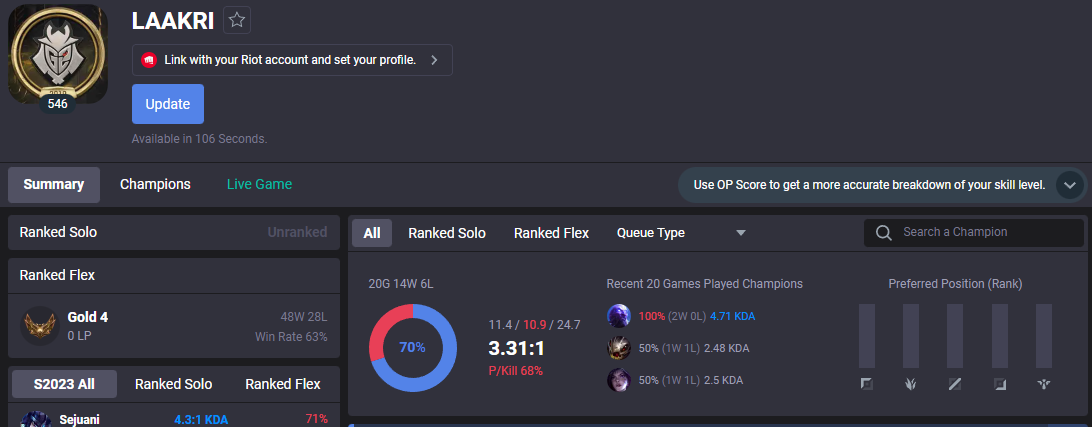 LAAKRI
Link with your Riot account and set your profile.
546
Update
Available in 106 Seconds.
Summary Champions Live Game
Use OP Score to get a more accurate breakdown of your skill level.
Ranked Solo Unranked
All Ranked Solo Ranked Flex Queue Type
Search a Champion
Ranked Flex
Gold 4 48W 28L
0 LP Win Rate 63%
20G 14W 6L
70%
11.4 / 10.9 / 24.7
3.31:1
P/Kill 68%
Recent 20 Games Played Champions
100% (2W 0L) 4.71 KDA
50% (1W 1L) 2.48 KDA
50% (1W 1L) 2.5 KDA
Preferred Position (Rank)
S2023 All Ranked Solo Ranked Flex
Sejuani 4.3:1 KDA 71%